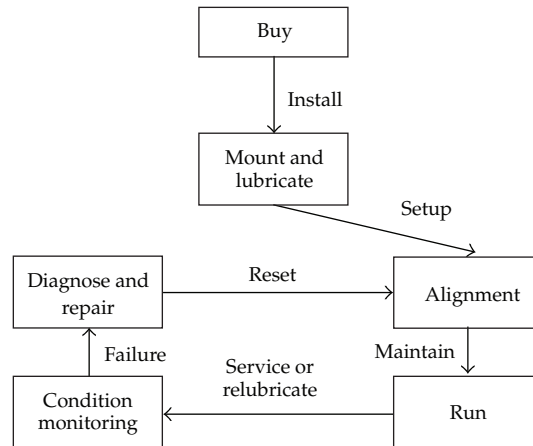 Buy
Install
Mount and
lubricate
Setup
Diagnose and
repair
Reset
Alignment
Failure
Service or
relubricate
Maintain
Condition
monitoring
Run